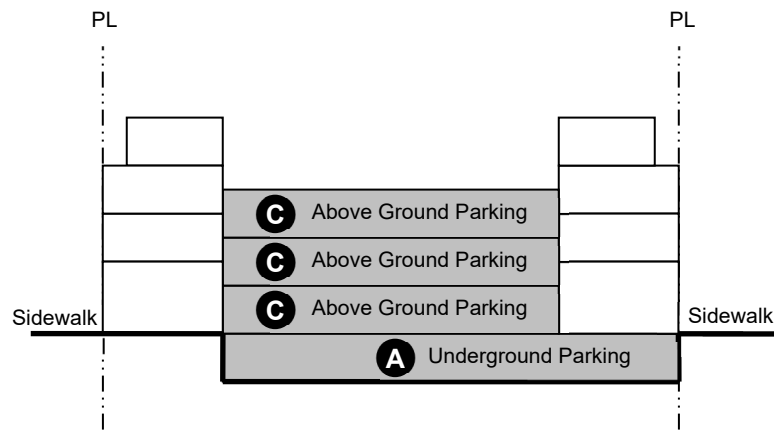 PL PL
C Above Ground Parking
C Above Ground Parking
C Above Ground Parking
Sidewalk Sidewalk
A Underground Parking